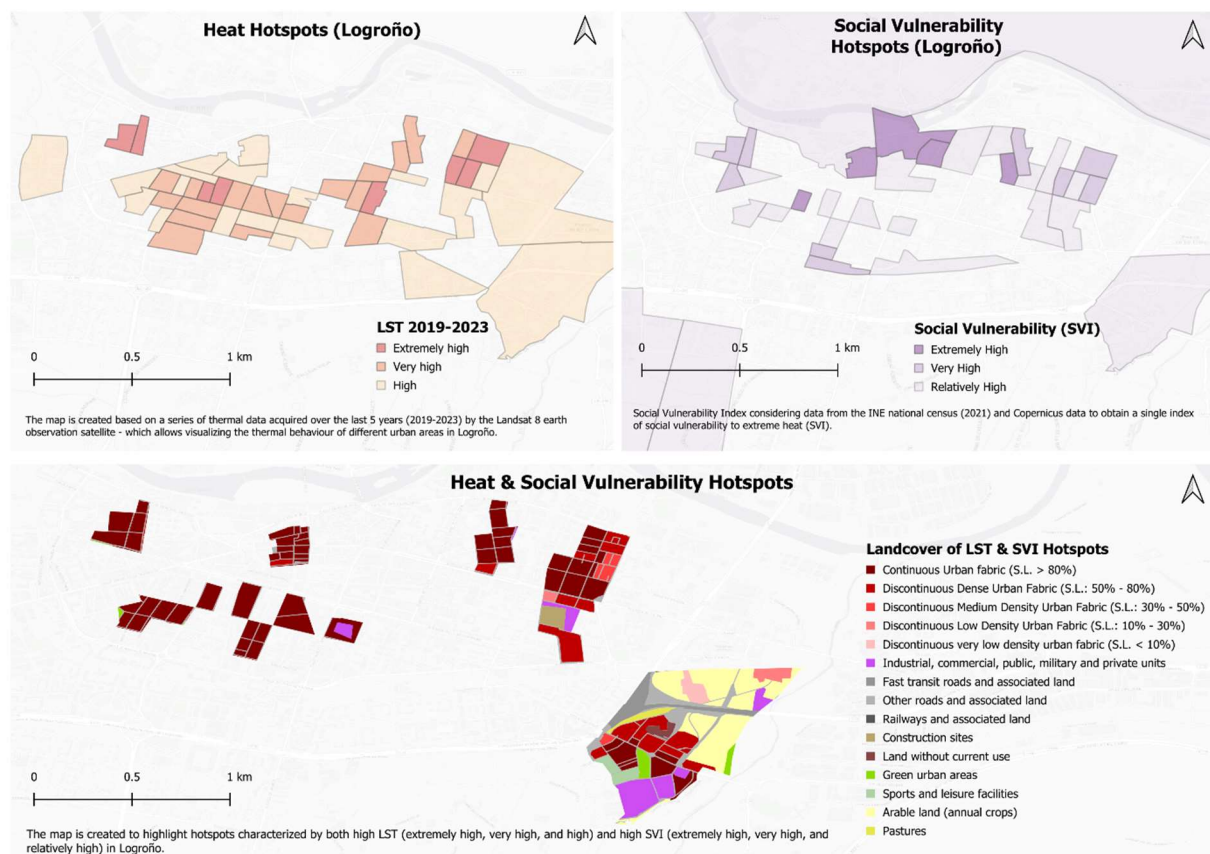 Heat Hotspots (Logroño)
LST 2019-2023
Extremely high
Very high
High
0 0.5 1 km
The map is created based on a series of thermal data acquired over the last 5 years (2019-2023) by the Landsat 8 earth
observation satellite - which allows visualizing the thermal behaviour of different urban areas in Logroño.
Social Vulnerability
Hotspots (Logroño)
Social Vulnerability (SVI)
Extremely High
Very High
Relatively High
0 0.5 1 km
Social Vulnerability Index considering data from the INE national census (2021) and Copernicus data to obtain a single index
of social vulnerability to extreme heat (SVI).
Heat & Social Vulnerability Hotspots
Landcover of LST & SVI Hotspots
Continuous Urban fabric (S.L. > 80%)
Discontinuous Dense Urban Fabric (S.L.: 50% - 80%)
Discontinuous Medium Density Urban Fabric (S.L.: 30% - 50%)
Discontinuous Low Density Urban Fabric (S.L.: 10% - 30%)
Discontinuous very low density urban fabric (S.L. < 10%)
Industrial, commercial, public, military and private units
Fast transit roads and associated land
Other roads and associated land
Railways and associated land
Construction sites
Land without current use
Green urban areas
Sports and leisure facilities
Arable land (annual crops)
Pastures
0 0.5 1 km
The map is created to highlight hotspots characterized by both high LST (extremely high, very high, and high) and high SVI (extremely high, very high, and
relatively high) in Logroño.